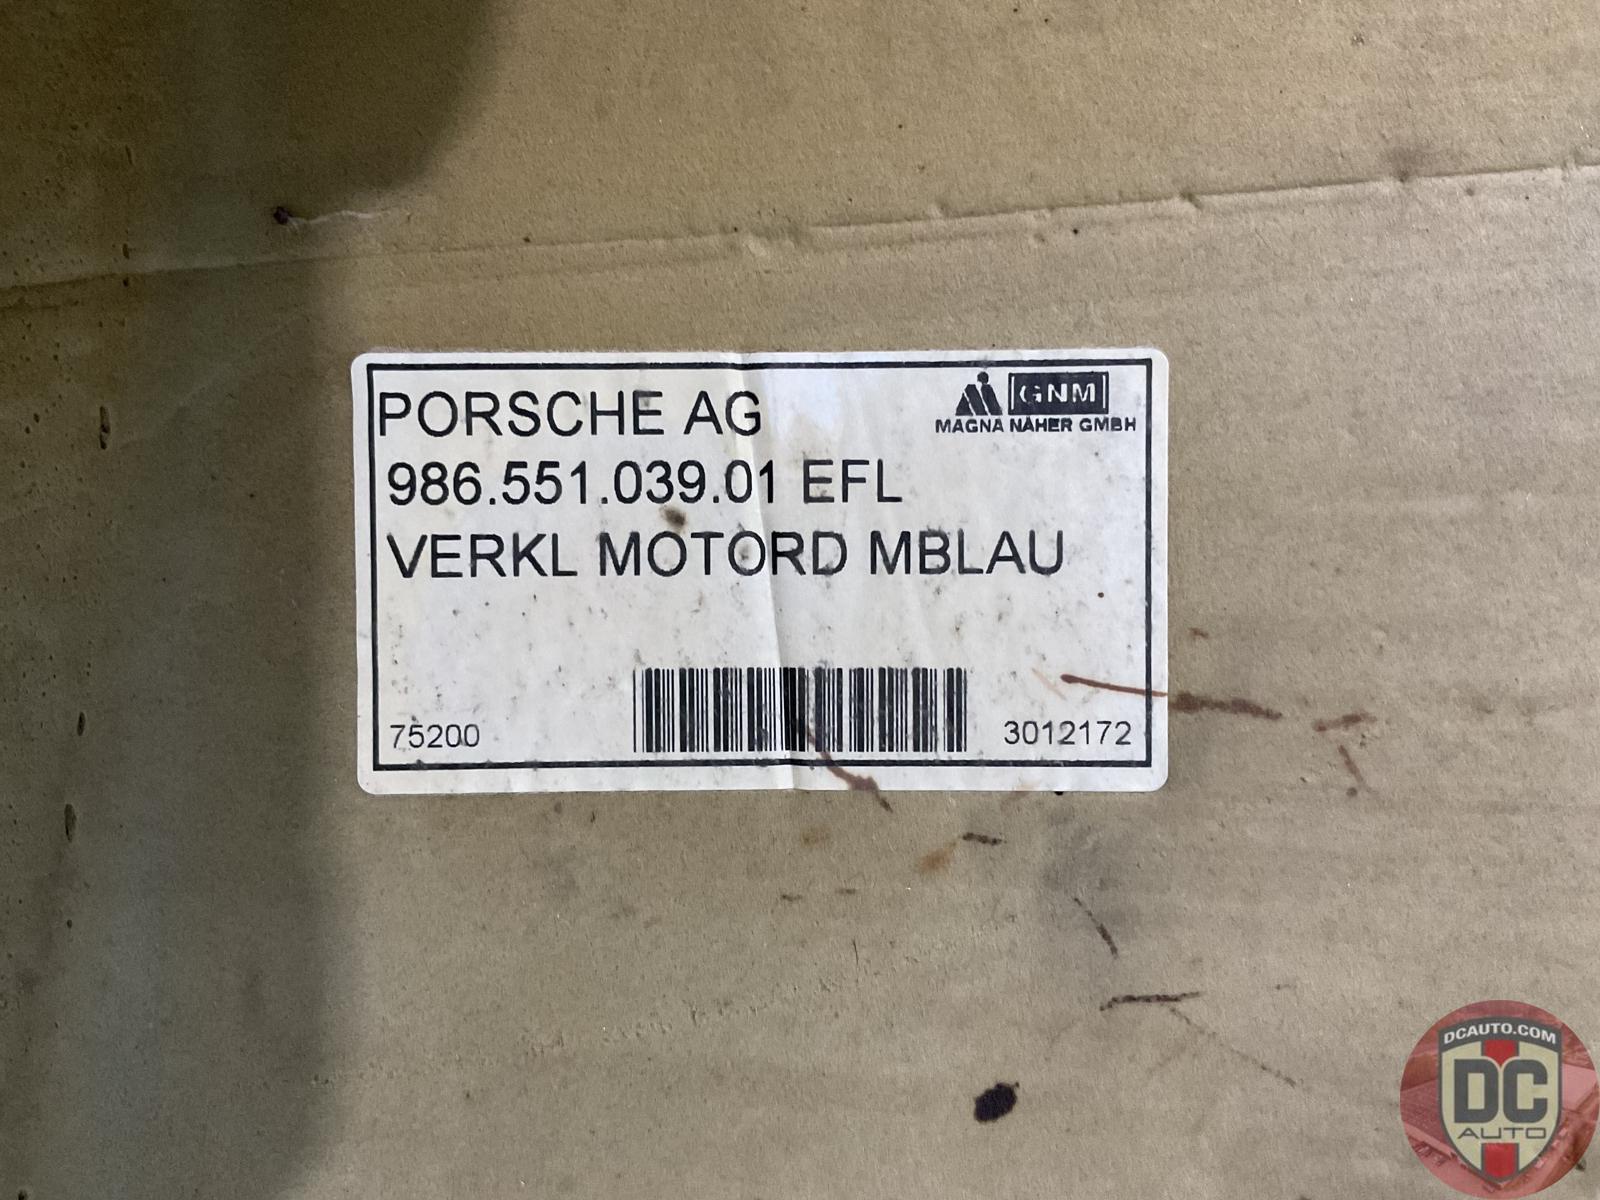 PORSCHE AG
GNM
MAGNA NÄHER GMBH
986.551.039.01 EFL
VERKL MOTORD MBLAU
75200
3012172
DCAUTO.COM
DC
AUTO